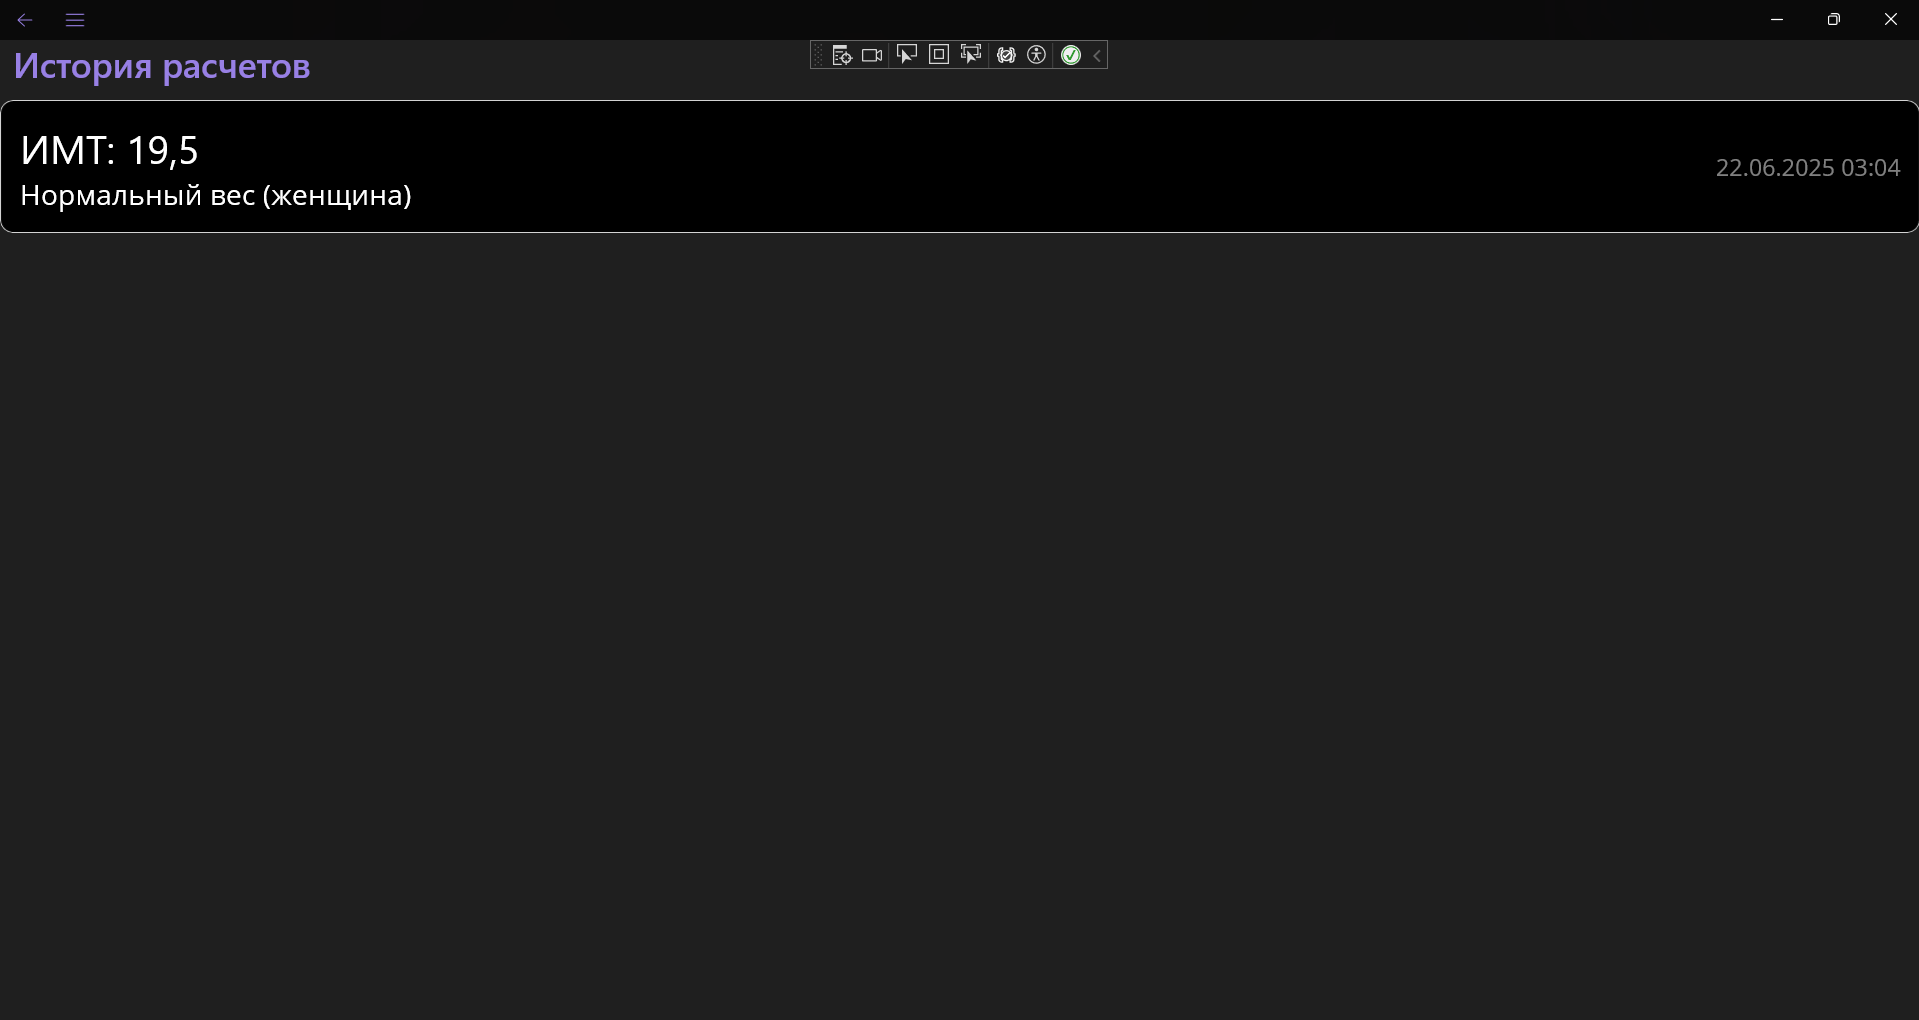 История расчетов
ИМТ: 19,5
22.06.2025 03:04
Нормальный вес (женщина)